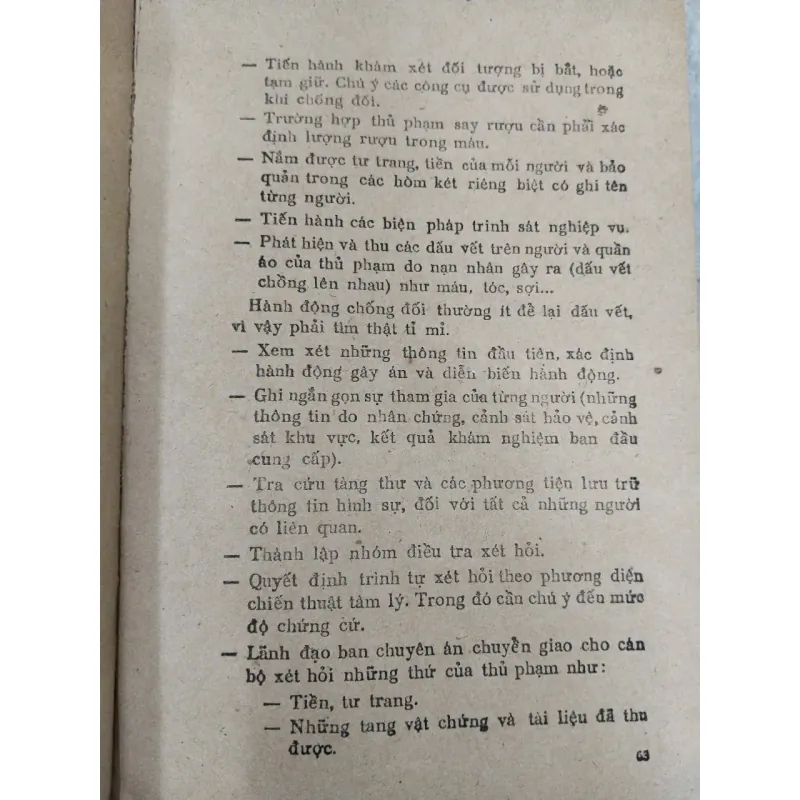 — Tiến hành khám xét đối tượng bị bắt, hoặc
tạm giữ. Chú ý các công cụ được sử dụng trong
khi chống đối.
— Trường hợp thủ phạm say rượu cần phải xác
định lượng rượu trong máu.
— Nắm được tư trang, tiền của mỗi người và bảo
quản trong các hòm két riêng biệt có ghi tên
từng người.
— Tiến hành các biện pháp trinh sát nghiệp vụ.
— Phát hiện và thu các dấu vết trên người và quần
áo của thủ phạm do nạn nhân gây ra (dấu vết
chồng lên nhau) như máu, tóc, sợi...
Hành động chống đối thường ít để lại dấu vết,
vì vậy phải tìm thật tỉ mỉ.
— Xem xét những thông tin đầu tiên, xác định
hành động gây án và diễn biến hành động.
— Ghi ngắn gọn sự tham gia của từng người (những
thông tin do nhân chứng, cảnh sát bảo vệ, cảnh
sát khu vực, kết quả khám nghiệm ban đầu
cung cấp).
— Tra cứu tàng thư và các phương tiện lưu trữ
thông tin hình sự, đối với tất cả những người
có liên quan.
— Thành lập nhóm điều tra xét hỏi.
— Quyết định trình tự xét hỏi theo phương diện
chiến thuật tâm lý. Trong đó cần chú ý đến mức
độ chứng cứ.
— Lãnh đạo ban chuyên án chuyển giao cho cán
bộ xét hỏi những thứ của thủ phạm như:
— Tiền, tư trang.
— Những tang vật chứng và tài liệu đã thu
được.
63